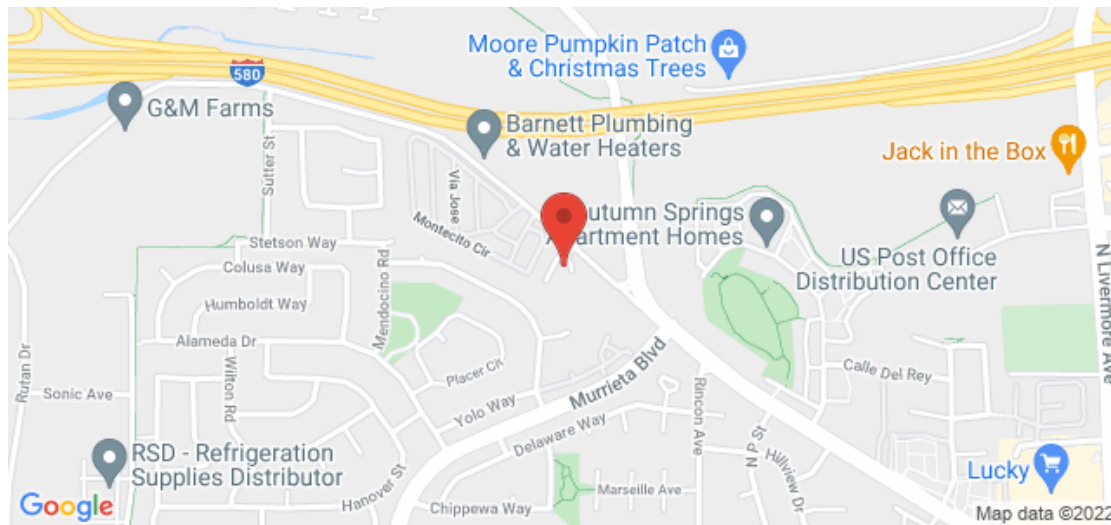 Moore Pumpkin Patch
& Christmas Trees
580
G&M Farms
Barnett Plumbing
& Water Heaters
Jack in the Box
Sutter St
Via Jose
Montecito Cir
Autumn Springs
Apartment Homes
US Post Office
Distribution Center
N Livermore Ave
Stetson Way
Colusa Way
Mendocino Rd
Humboldt Way
Alameda Dr
Rutan Dr
Wilton Rd
Sonic Ave
Placer Cir
Yolo Way
Murrieta Blvd
Calle Del Rey
Rincon Ave
Delaware Way
N P St
Hillview Dr
RSD - Refrigeration
Supplies Distributor
Hanover St
Chippewa Way
Marseille Ave
Lucky
Google
Map data ©2022